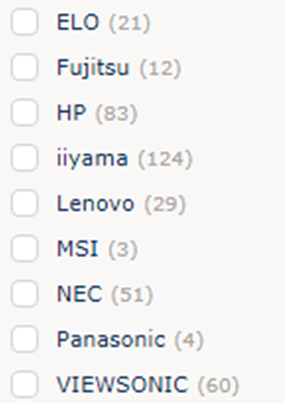 ELO (21)
Fujitsu (12)
HP (83)
iiyama (124)
Lenovo (29)
MSI (3)
NEC (51)
Panasonic (4)
VIEWSONIC (60)